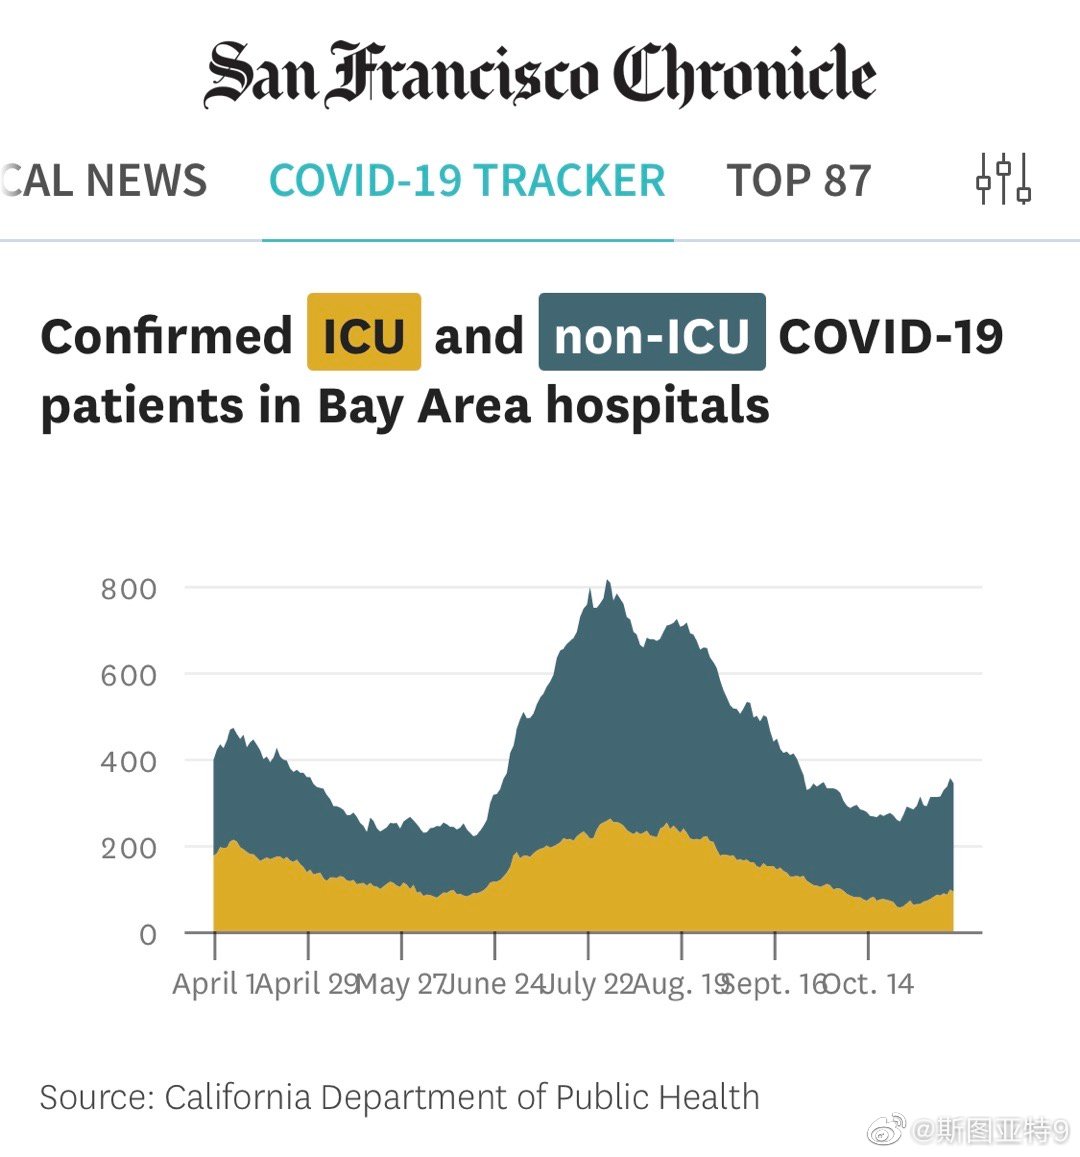 San Francisco Chronicle
CAL NEWS COVID-19 TRACKER TOP 87
Confirmed ICU and non-ICU COVID-19
patients in Bay Area hospitals
800
600
400
200
0
April 1 April 29 May 27 June 24 July 22 Aug. 19 Sept. 16 Oct. 14
Source: California Department of Public Health
@斯图亚特9